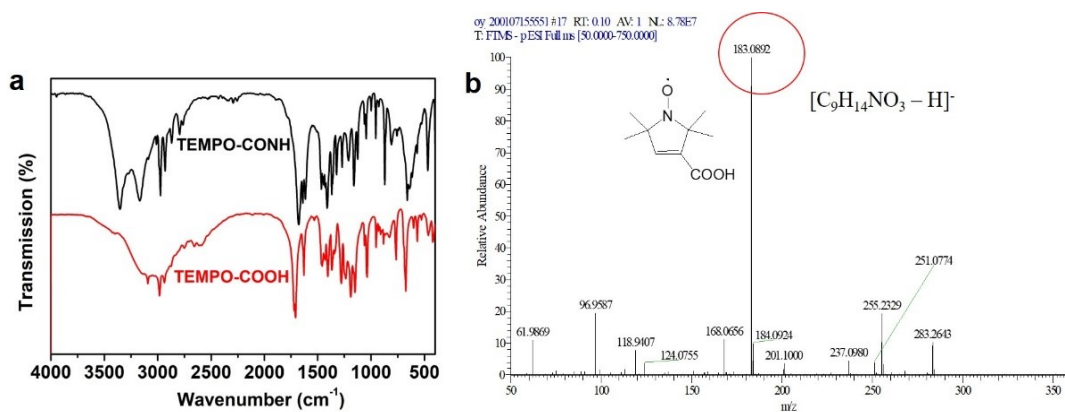 oy_200107155551 #17 RT: 0.10 AV: 1 NL: 8.78E7
T: FTMS - p ESI Full ms [50.0000-750.0000]
a
TEMPO-CONH
TEMPO-COOH
Transmission (%)
4000 3500 3000 2500 2000 1500 1000 500
Wavenumber (cm⁻¹)
b
183.0892
[C₉H₁₄NO₃ – H]⁻
O
N
COOH
Relative Abundance
100
90
80
70
60
50
40
30
20
10
0
251.0774
96.9587
255.2329
61.9869
168.0656
184.0924
283.2643
118.9407
124.0755
201.1000
237.0980
50 100 150 200 250 300 350
m/z